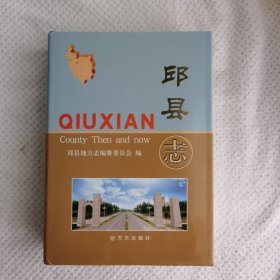 邱县
志
QIUXIAN
County Then and now
邱县地方志编纂委员会 编
方志出版社